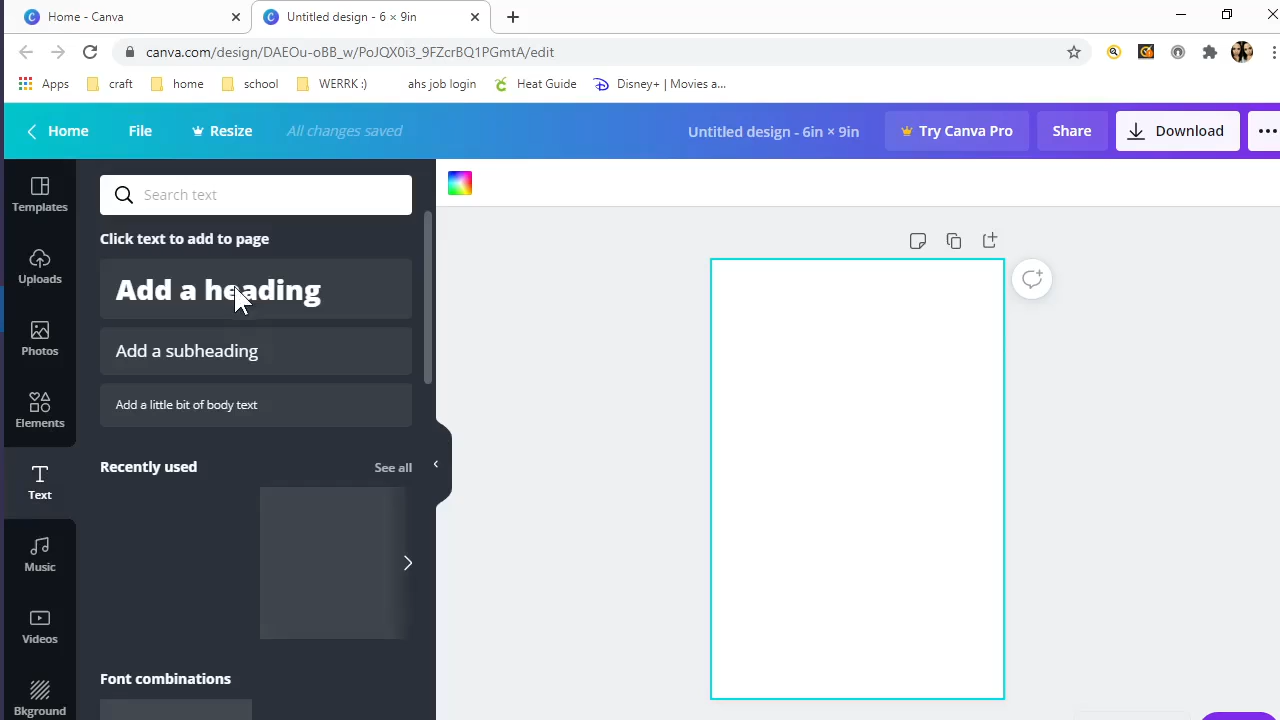 Home - Canva
Untitled design - 6 × 9in
canva.com/design/DAEOu-oBB_w/PoJQX0i3_9FZcrBQ1PGmtA/edit
Apps craft home school WERRK :) ahs job login Heat Guide Disney+ | Movies a...
Home File Resize All changes saved Untitled design - 6in × 9in Try Canva Pro Share Download
Templates
Uploads
Photos
Elements
Text
Music
Videos
Bkground
Search text
Click text to add to page
Add a heading
Add a subheading
Add a little bit of body text
Recently used See all
Font combinations